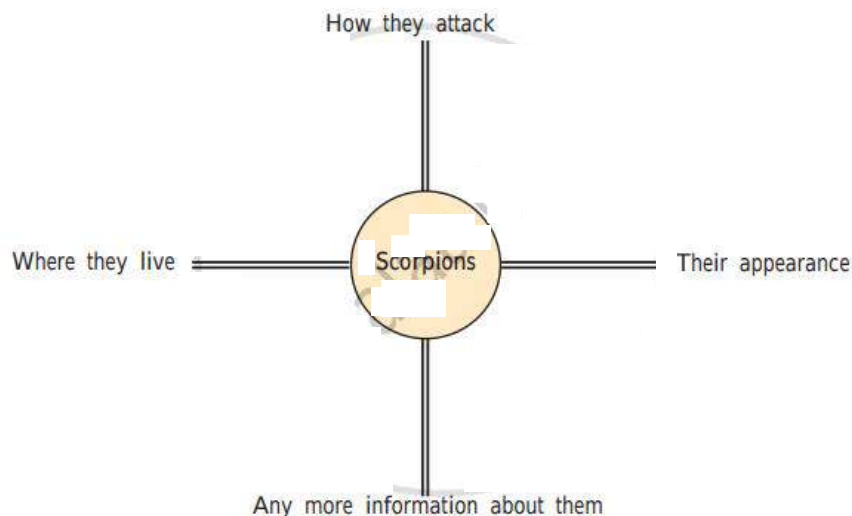 How they attack
Where they live
Scorpions
Their appearance
Any more information about them